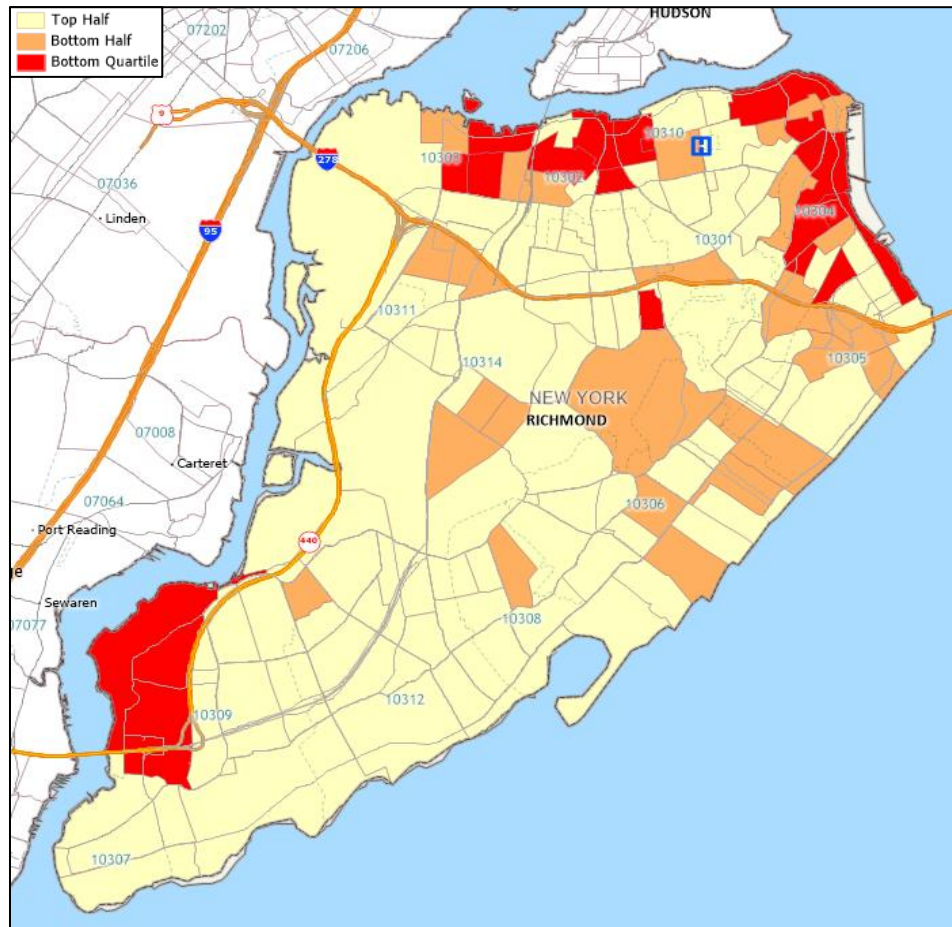 Top Half
Bottom Half
Bottom Quartile
HUDSON
07202
07206
9
278
10303
10302
10310
H
07036
Linden
95
10304
10301
10311
10314
10305
NEW YORK
RICHMOND
07008
Carteret
07064
10306
Port Reading
440
ge
Sewaren
07077
10308
10312
10309
10307